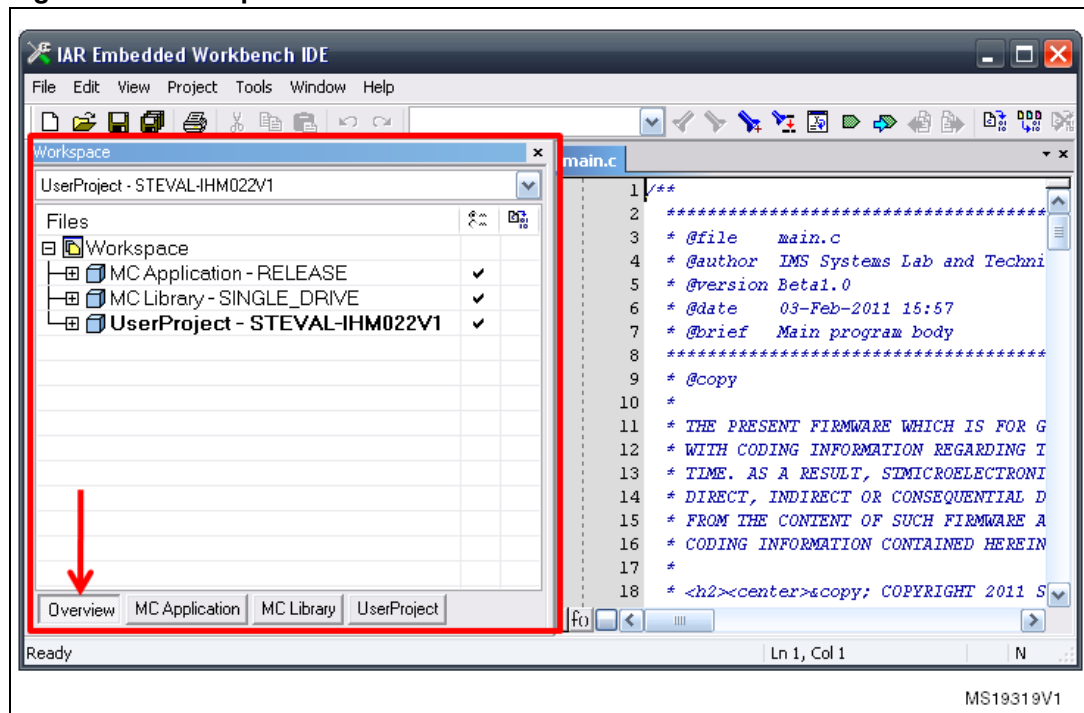 IAR Embedded Workbench IDE
File Edit View Project Tools Window Help
Workspace
UserProject - STEVAL-IHM022V1
Files
Workspace
MC Application - RELEASE
MC Library - SINGLE_DRIVE
UserProject - STEVAL-IHM022V1
Overview MC Application MC Library UserProject
main.c
1 /**
2 *************************************
3 * @file main.c
4 * @author IMS Systems Lab and Techni
5 * @version Beta1.0
6 * @date 03-Feb-2011 15:57
7 * @brief Main program body
8 *************************************
9 * @copy
10 *
11 * THE PRESENT FIRMWARE WHICH IS FOR G
12 * WITH CODING INFORMATION REGARDING T
13 * TIME. AS A RESULT, STMICROELECTRONI
14 * DIRECT, INDIRECT OR CONSEQUENTIAL D
15 * FROM THE CONTENT OF SUCH FIRMWARE A
16 * CODING INFORMATION CONTAINED HEREIN
17 *
18 * <h2><center>&copy; COPYRIGHT 2011 S
fo
Ready Ln 1, Col 1 N
MS19319V1